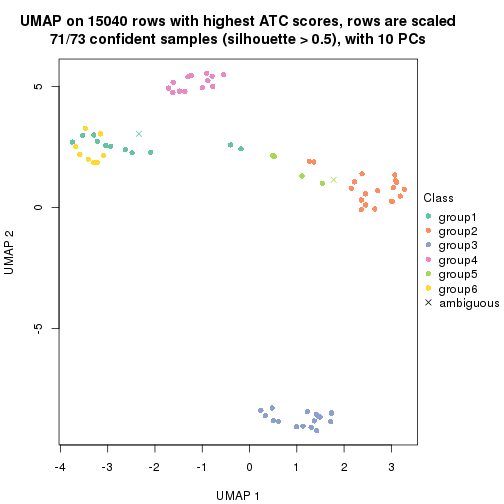 UMAP on 15040 rows with highest ATC scores, rows are scaled
71/73 confident samples (silhouette > 0.5), with 10 PCs
5
0
-5
UMAP 2
-4 -3 -2 -1 0 1 2 3
UMAP 1
Class
group1
group2
group3
group4
group5
group6
ambiguous